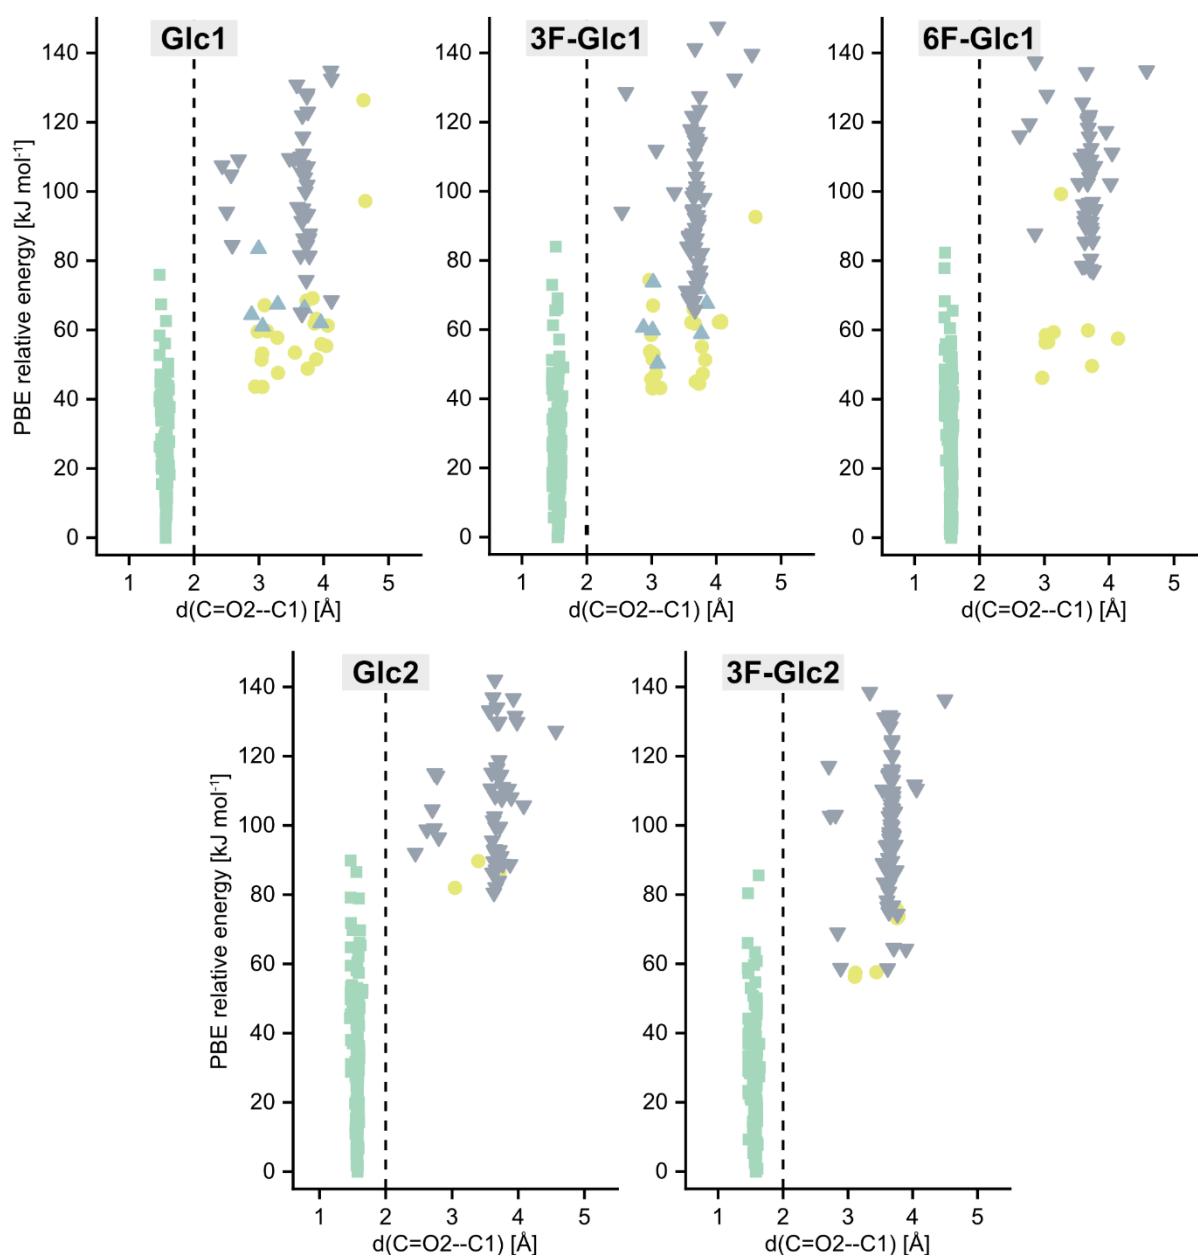 Glc1
3F-Glc1
6F-Glc1
PBE relative energy [kJ mol⁻¹]
140
120
100
80
60
40
20
0
140
120
100
80
60
40
20
0
140
120
100
80
60
40
20
0
1 2 3 4 5
1 2 3 4 5
1 2 3 4 5
d(C=O2--C1) [Å]
d(C=O2--C1) [Å]
d(C=O2--C1) [Å]
Glc2
3F-Glc2
PBE relative energy [kJ mol⁻¹]
140
120
100
80
60
40
20
0
140
120
100
80
60
40
20
0
1 2 3 4 5
1 2 3 4 5
d(C=O2--C1) [Å]
d(C=O2--C1) [Å]